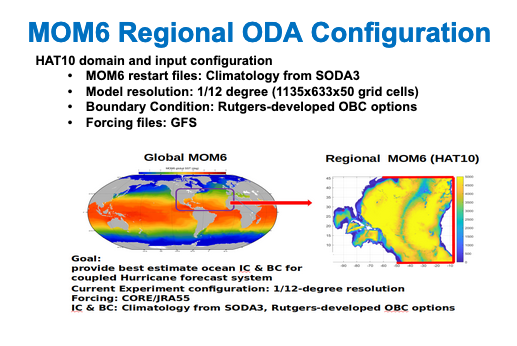 MOM6 Regional ODA Configuration
HAT10 domain and input configuration
• MOM6 restart files: Climatology from SODA3
• Model resolution: 1/12 degree (1135x633x50 grid cells)
• Boundary Condition: Rutgers-developed OBC options
• Forcing files: GFS
Global MOM6
Regional MOM6 (HAT10)
Goal:
provide best estimate ocean IC & BC for
coupled Hurricane forecast system
Current Experiment configuration: 1/12-degree resolution
Forcing: CORE/JRA55
IC & BC: Climatology from SODA3, Rutgers-developed OBC options